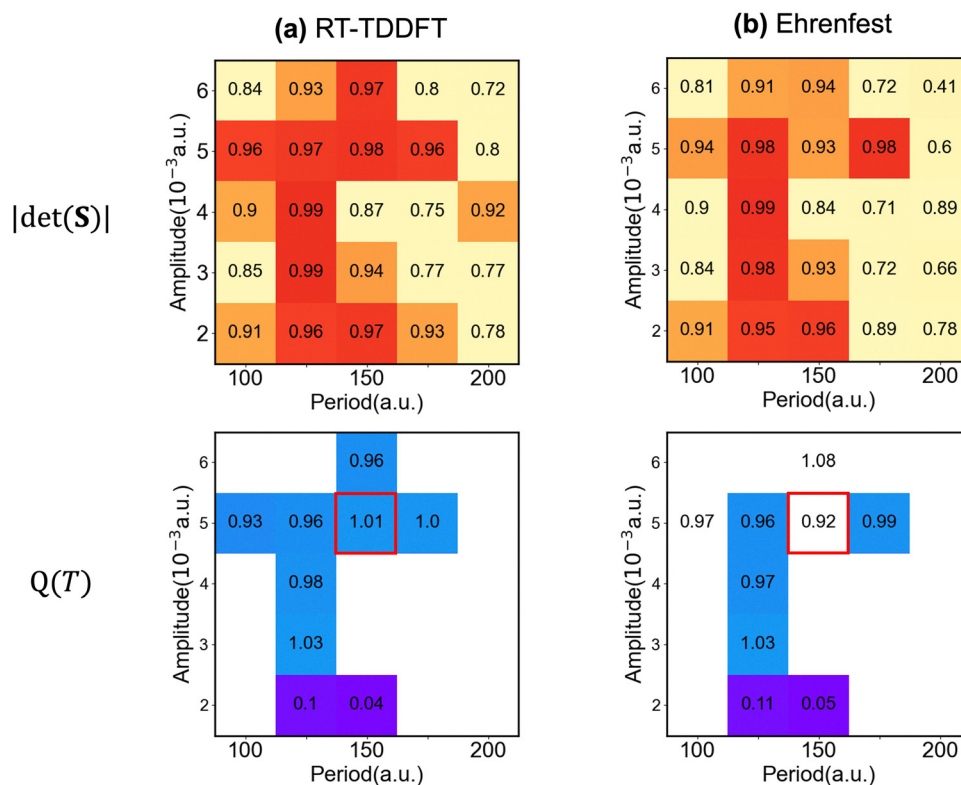 (a) RT-TDDFT
(b) Ehrenfest
|det(S)|
Amplitude(10⁻³a.u.)
6 0.84 0.93 0.97 0.8 0.72
5 0.96 0.97 0.98 0.96 0.8
4 0.9 0.99 0.87 0.75 0.92
3 0.85 0.99 0.94 0.77 0.77
2 0.91 0.96 0.97 0.93 0.78
100 150 200
Period(a.u.)
Amplitude(10⁻³a.u.)
6 0.81 0.91 0.94 0.72 0.41
5 0.94 0.98 0.93 0.98 0.6
4 0.9 0.99 0.84 0.71 0.89
3 0.84 0.98 0.93 0.72 0.66
2 0.91 0.95 0.96 0.89 0.78
100 150 200
Period(a.u.)
Q(T)
Amplitude(10⁻³a.u.)
6 0.96
5 0.93 0.96 1.01 1.0
4 0.98
3 1.03
2 0.1 0.04
100 150 200
Period(a.u.)
Amplitude(10⁻³a.u.)
6 1.08
5 0.97 0.96 0.92 0.99
4 0.97
3 1.03
2 0.11 0.05
100 150 200
Period(a.u.)